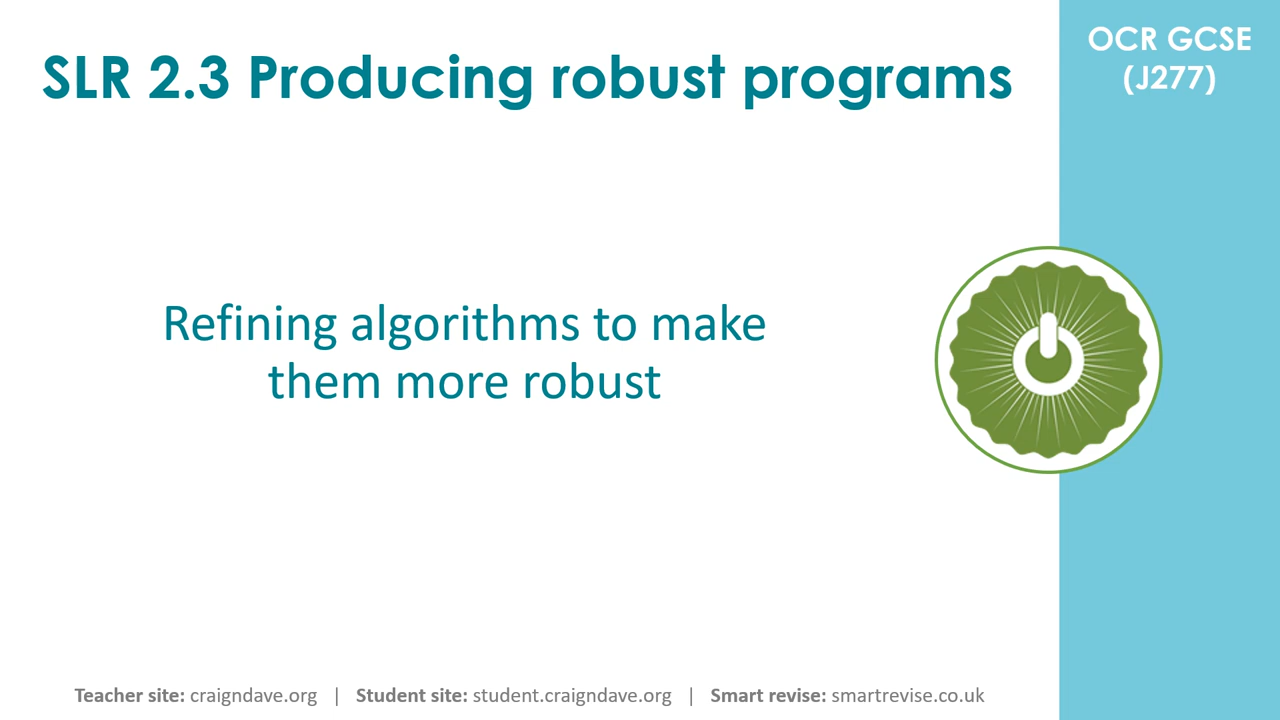 SLR 2.3 Producing robust programs
OCR GCSE
(J277)
Refining algorithms to make
them more robust
Teacher site: craigndave.org | Student site: student.craigndave.org | Smart revise: smartrevise.co.uk